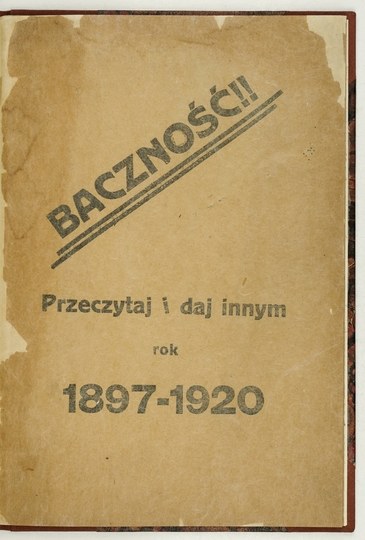 BACZNOŚĆ!!
Przeczytaj i daj innym
rok
1897-1920